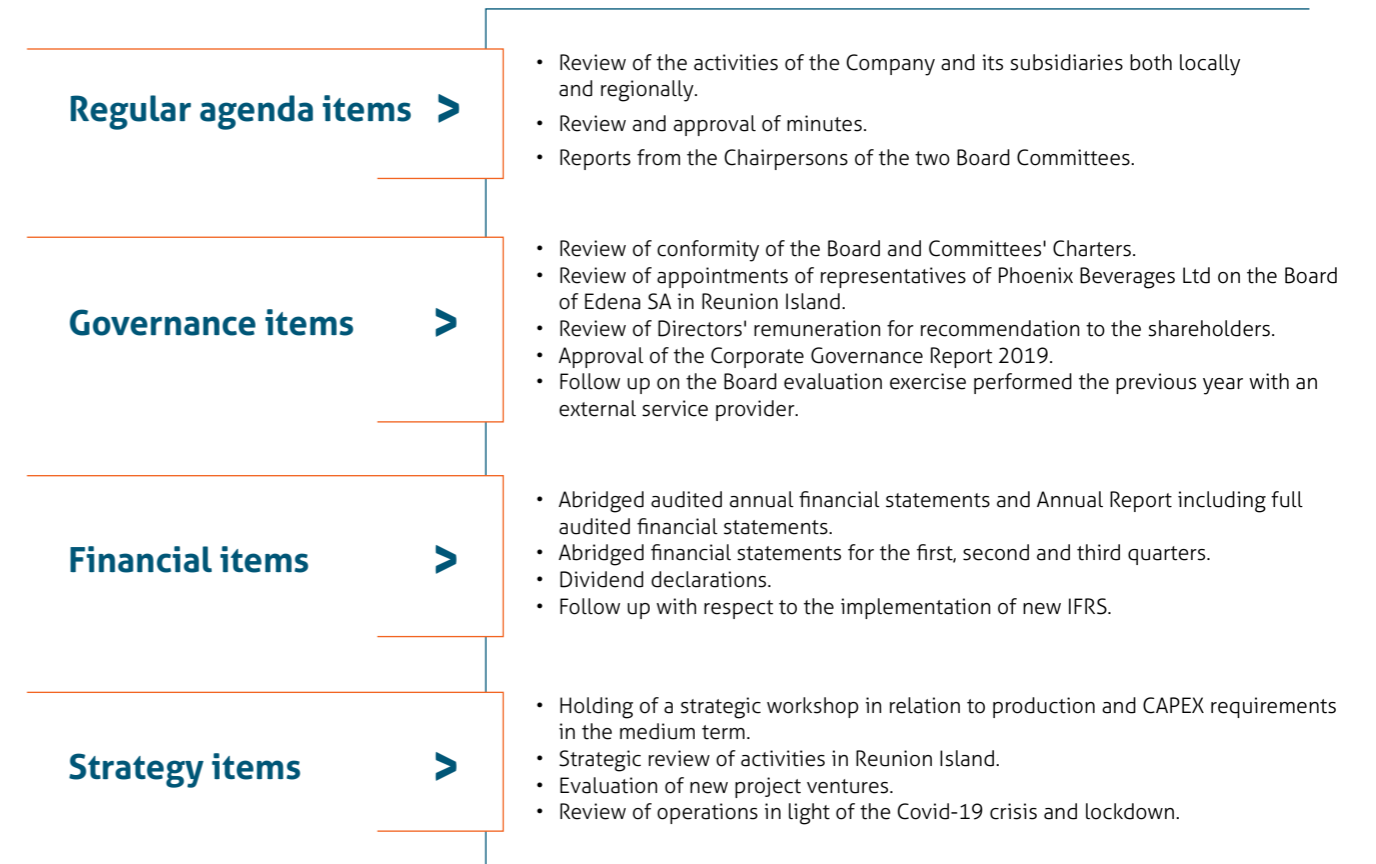 Regular agenda items >
• Review of the activities of the Company and its subsidiaries both locally
and regionally.
• Review and approval of minutes.
• Reports from the Chairpersons of the two Board Committees.
Governance items >
• Review of conformity of the Board and Committees' Charters.
• Review of appointments of representatives of Phoenix Beverages Ltd on the Board
of Edena SA in Reunion Island.
• Review of Directors' remuneration for recommendation to the shareholders.
• Approval of the Corporate Governance Report 2019.
• Follow up on the Board evaluation exercise performed the previous year with an
external service provider.
Financial items >
• Abridged audited annual financial statements and Annual Report including full
audited financial statements.
• Abridged financial statements for the first, second and third quarters.
• Dividend declarations.
• Follow up with respect to the implementation of new IFRS.
Strategy items >
• Holding of a strategic workshop in relation to production and CAPEX requirements
in the medium term.
• Strategic review of activities in Reunion Island.
• Evaluation of new project ventures.
• Review of operations in light of the Covid-19 crisis and lockdown.